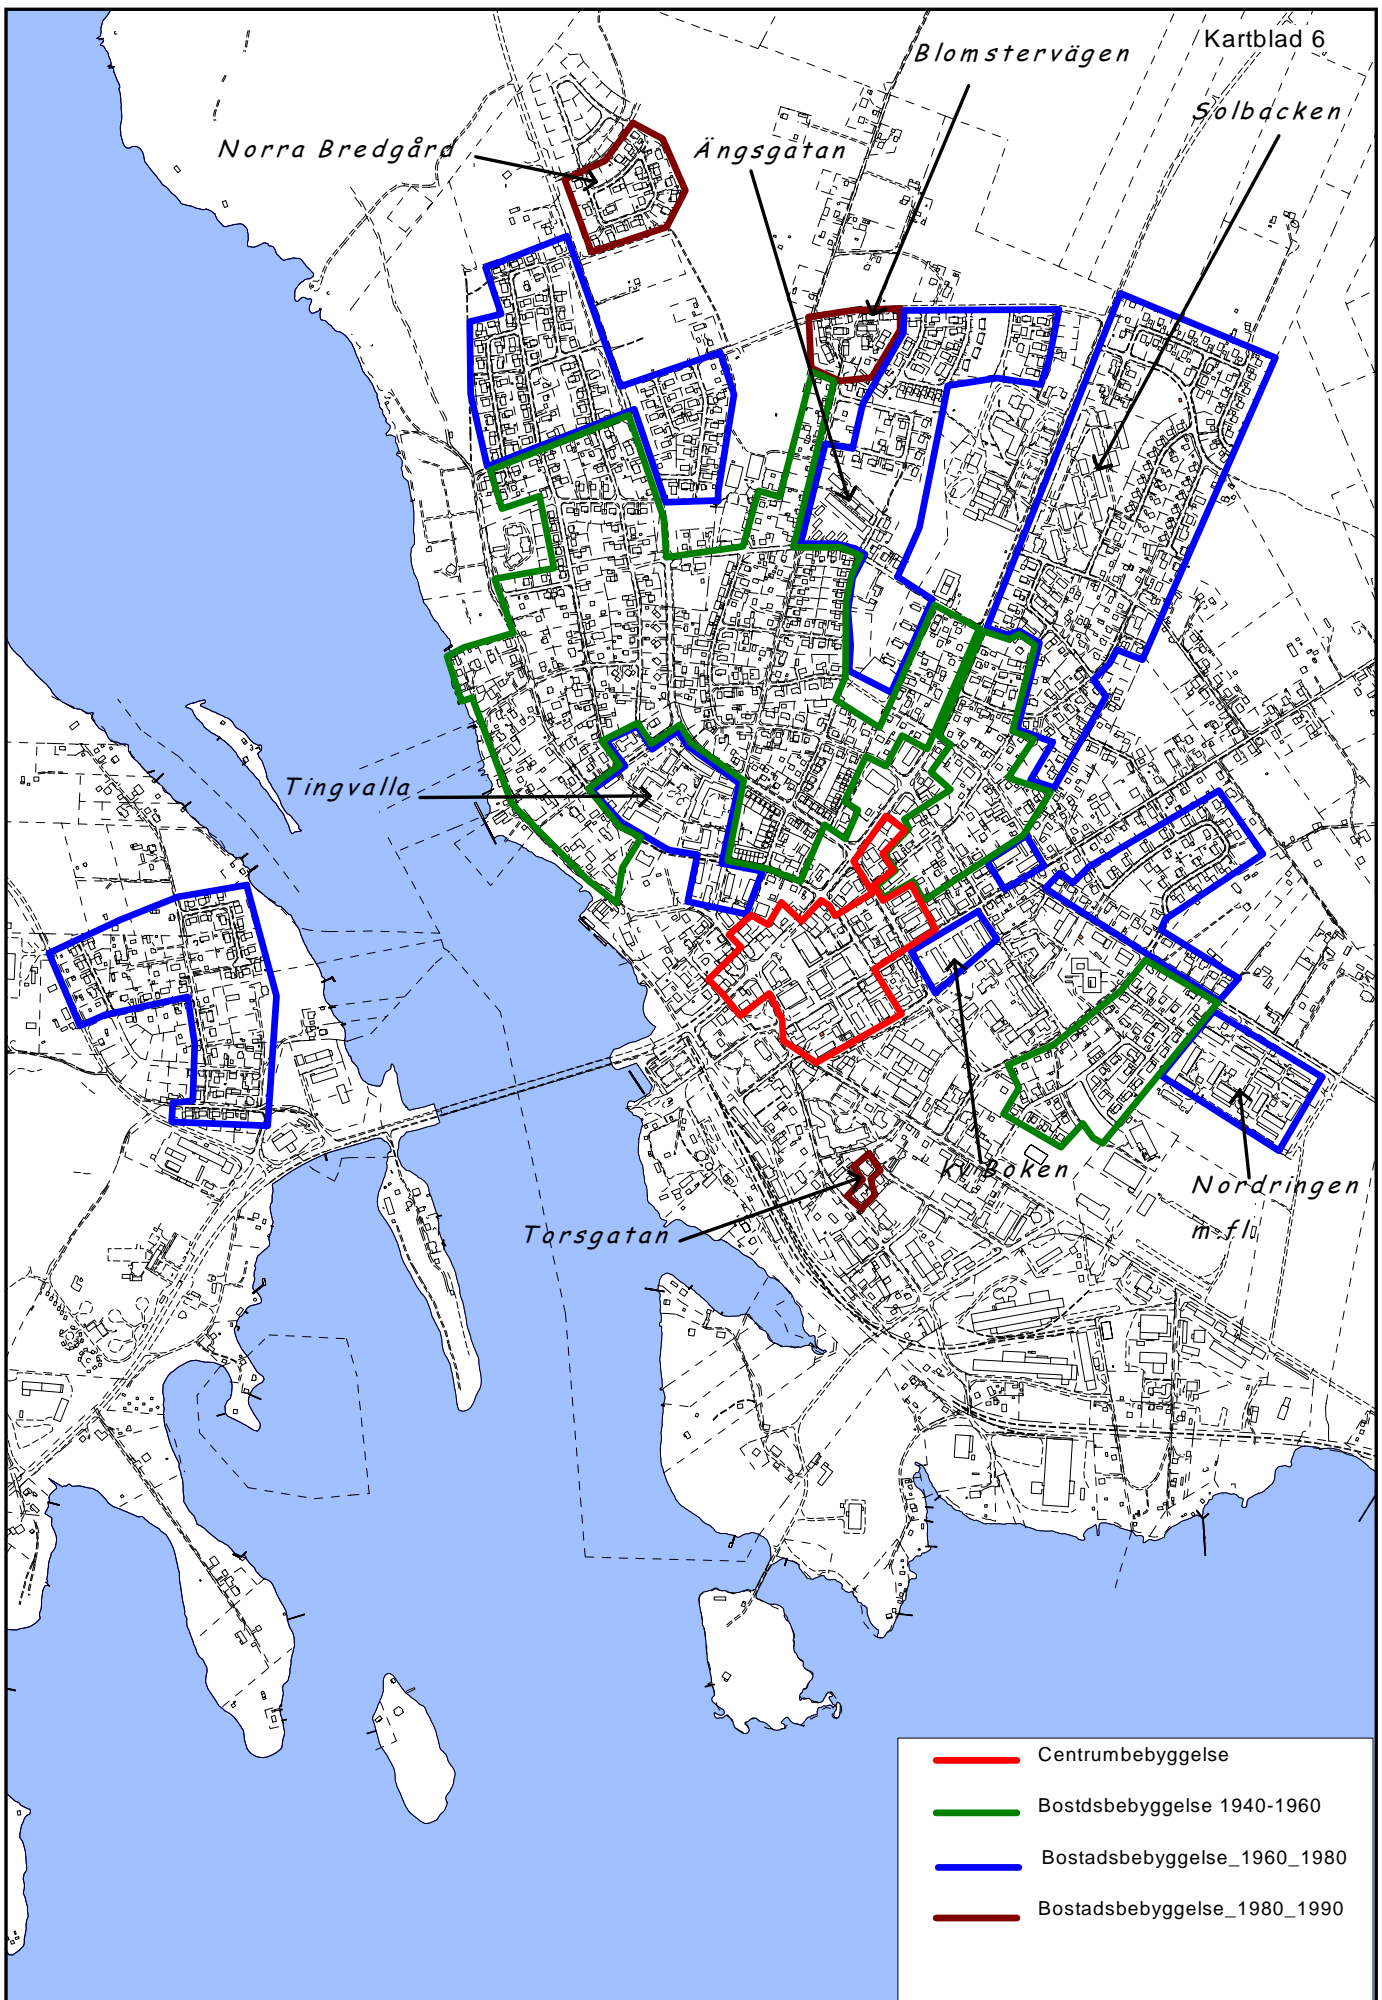 Kartblad 6
Blomstervägen
Solbacken
Norra Bredgård
Ängsgatan
Tingvalla
Kv Boken
Nordringen
m fl.
Torsgatan
Centrumbebyggelse
Bostdsbebyggelse 1940-1960
Bostadsbebyggelse_1960_1980
Bostadsbebyggelse_1980_1990